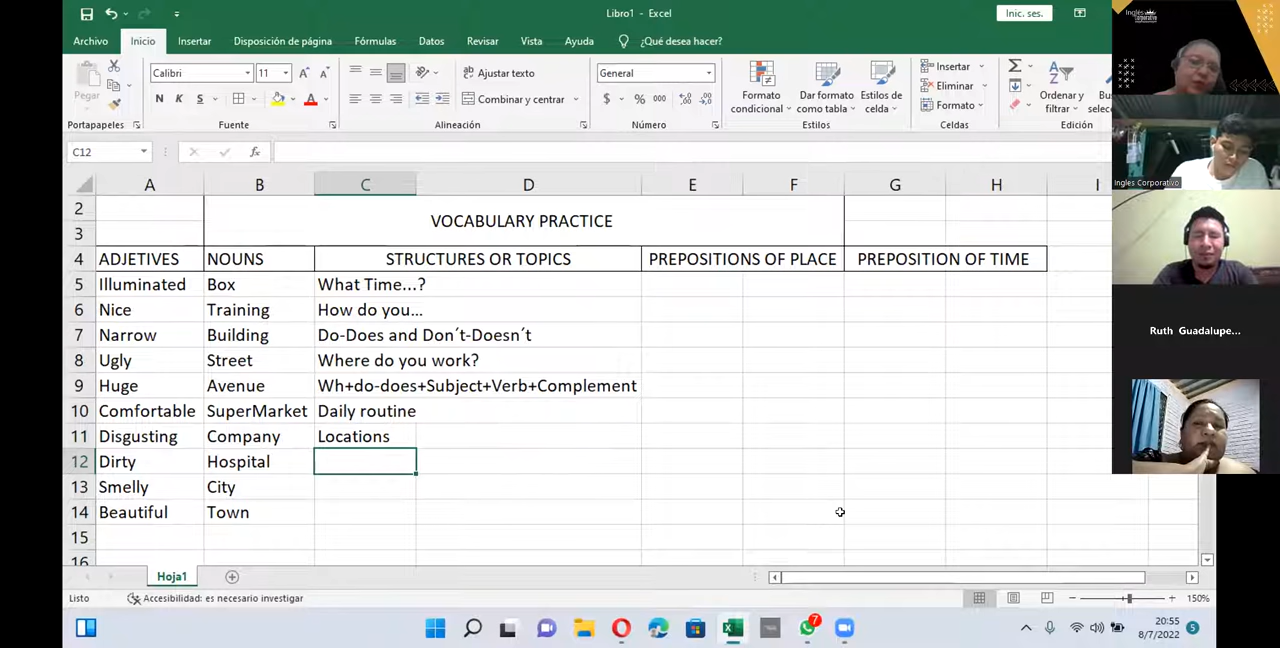 Libro1 - Excel
Inic. ses.
Archivo Inicio Insertar Disposición de página Fórmulas Datos Revisar Vista Ayuda ¿Qué desea hacer?
Pegar
Calibri 11
N K S
Ajustar texto
Combinar y centrar
General
$ % 000
Formato condicional
Dar formato como tabla
Estilos de celda
Insertar
Eliminar
Formato
Ordenar y filtrar
Portapapeles Fuente Alineación Número Estilos Celdas Edición
C12 fx
A B C D E F G H I
2 VOCABULARY PRACTICE
3
4 ADJETIVES NOUNS STRUCTURES OR TOPICS PREPOSITIONS OF PLACE PREPOSITION OF TIME
5 Illuminated Box What Time...?
6 Nice Training How do you...
7 Narrow Building Do-Does and Don´t-Doesn´t
8 Ugly Street Where do you work?
9 Huge Avenue Wh+do-does+Subject+Verb+Complement
10 Comfortable SuperMarket Daily routine
11 Disgusting Company Locations
12 Dirty Hospital
13 Smelly City
14 Beautiful Town
15
16
Hoja1
Listo Accesibilidad: es necesario investigar 150%
7
20:55
8/7/2022
5
Inglés Corporativo
Ingles Corporativo
Ruth Guadalupe...